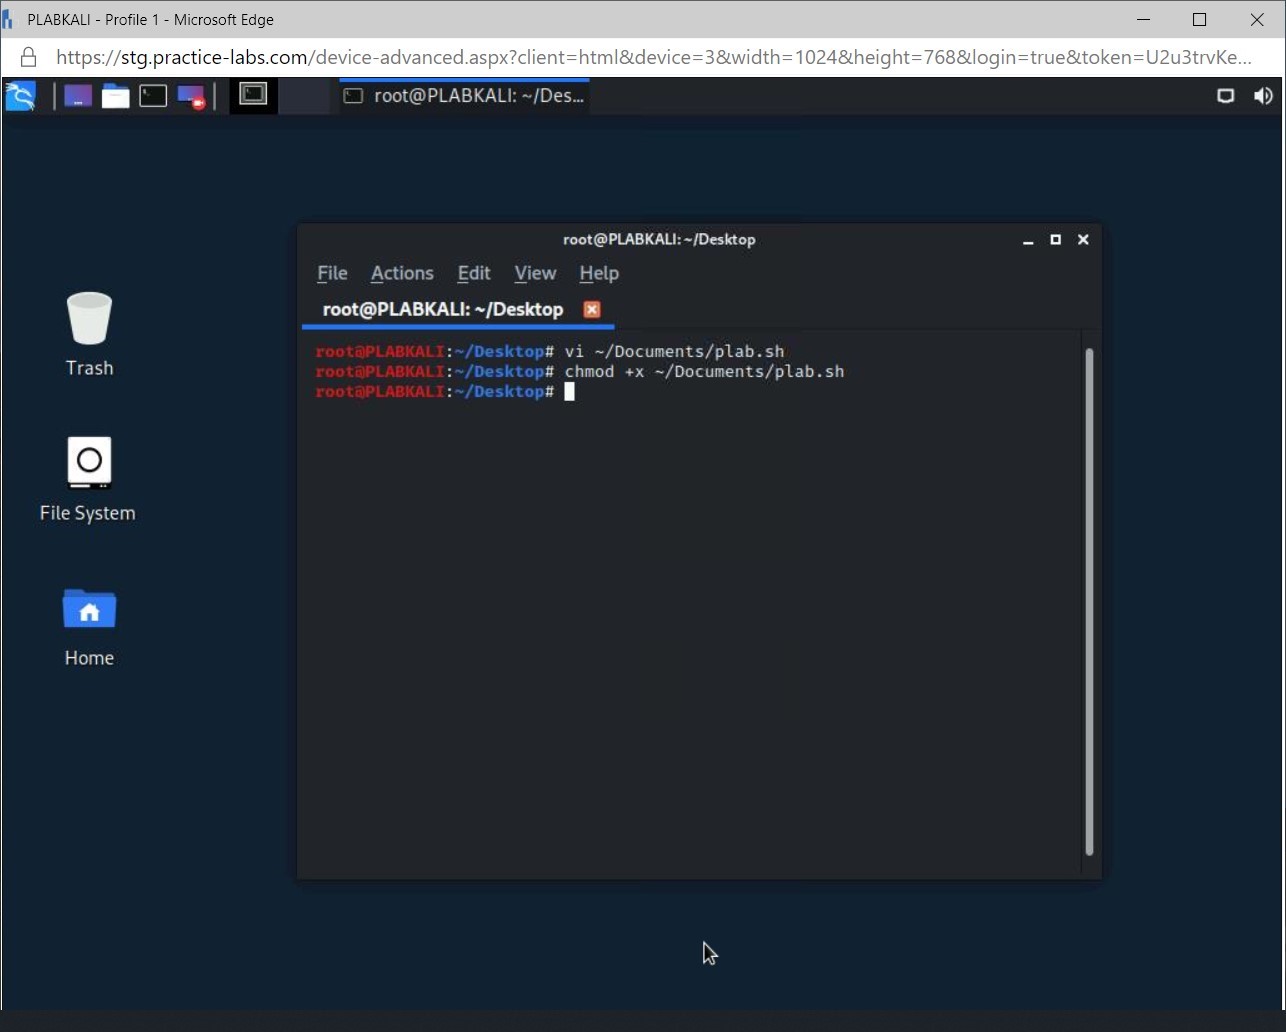 PLABKALI - Profile 1 - Microsoft Edge
https://stg.practice-labs.com/device-advanced.aspx?client=html&device=3&width=1024&height=768&login=true&token=U2u3trvKe...
root@PLABKALI: ~/Des...
root@PLABKALI: ~/Desktop
File Actions Edit View Help
root@PLABKALI: ~/Desktop
root@PLABKALI:~/Desktop# vi ~/Documents/plab.sh
root@PLABKALI:~/Desktop# chmod +x ~/Documents/plab.sh
root@PLABKALI:~/Desktop#
Trash
File System
Home